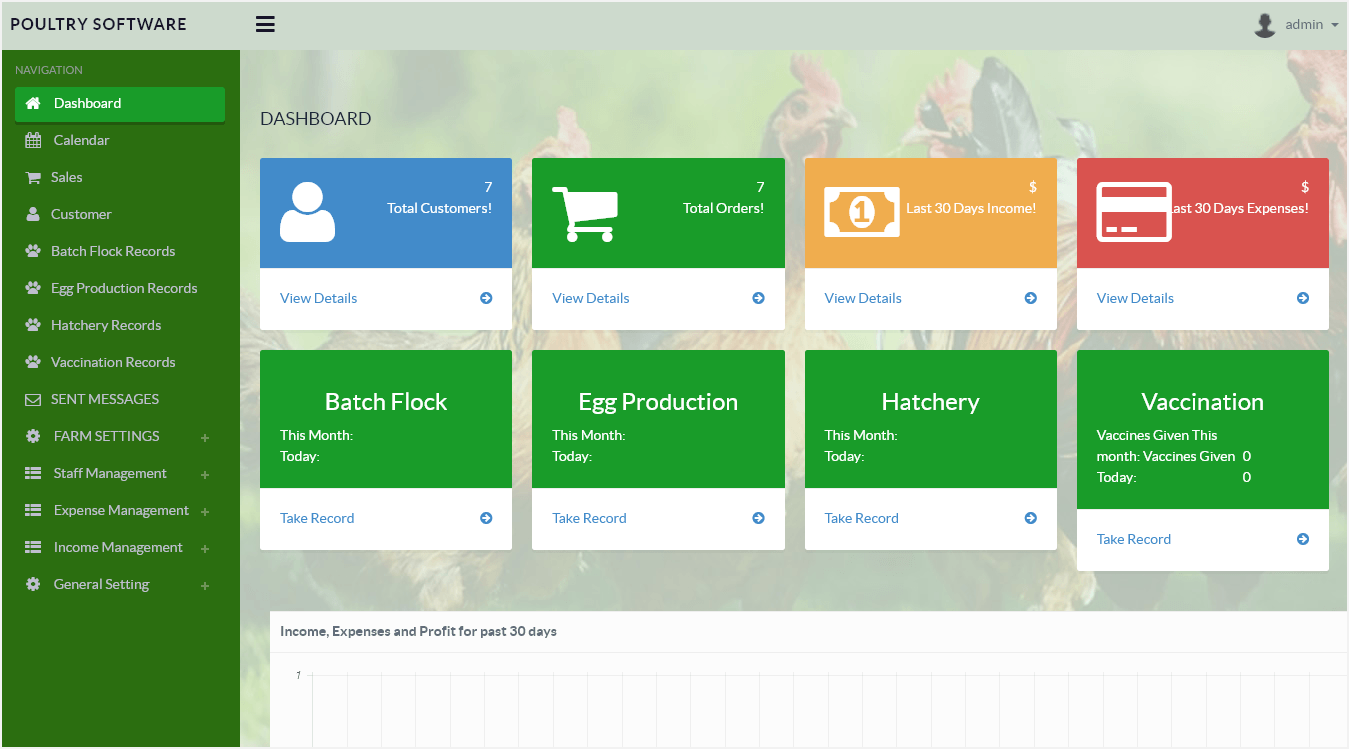 POULTRY SOFTWARE
admin
NAVIGATION
Dashboard
Calendar
Sales
Customer
Batch Flock Records
Egg Production Records
Hatchery Records
Vaccination Records
SENT MESSAGES
FARM SETTINGS +
Staff Management +
Expense Management +
Income Management +
General Setting +
DASHBOARD
7
Total Customers!
View Details
7
Total Orders!
View Details
$
1
Last 30 Days Income!
View Details
$
ast 30 Days Expenses!
View Details
Batch Flock
This Month:
Today:
Take Record
Egg Production
This Month:
Today:
Take Record
Hatchery
This Month:
Today:
Take Record
Vaccination
Vaccines Given This
month: Vaccines Given 0
Today: 0
Take Record
Income, Expenses and Profit for past 30 days
1